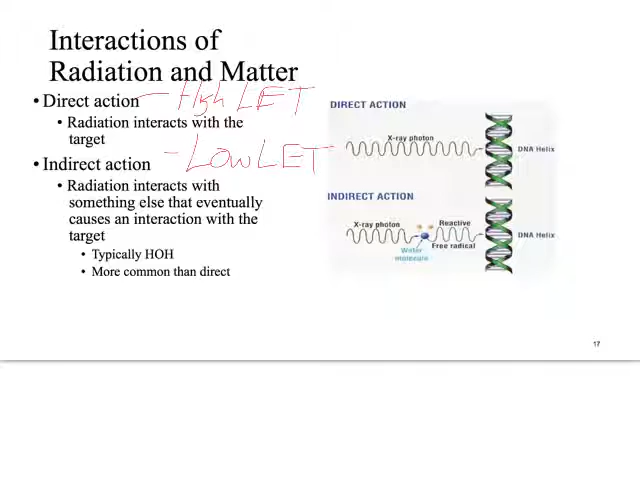 Interactions of
Radiation and Matter
• Direct action - High LET
• Radiation interacts with the
target
• Indirect action - Low LET
• Radiation interacts with
something else that eventually
causes an interaction with the
target
• Typically HOH
• More common than direct
DIRECT ACTION
X-ray photon
DNA Helix
INDIRECT ACTION
X-ray photon
Reactive
DNA Helix
Free radical
Water
molecule
17